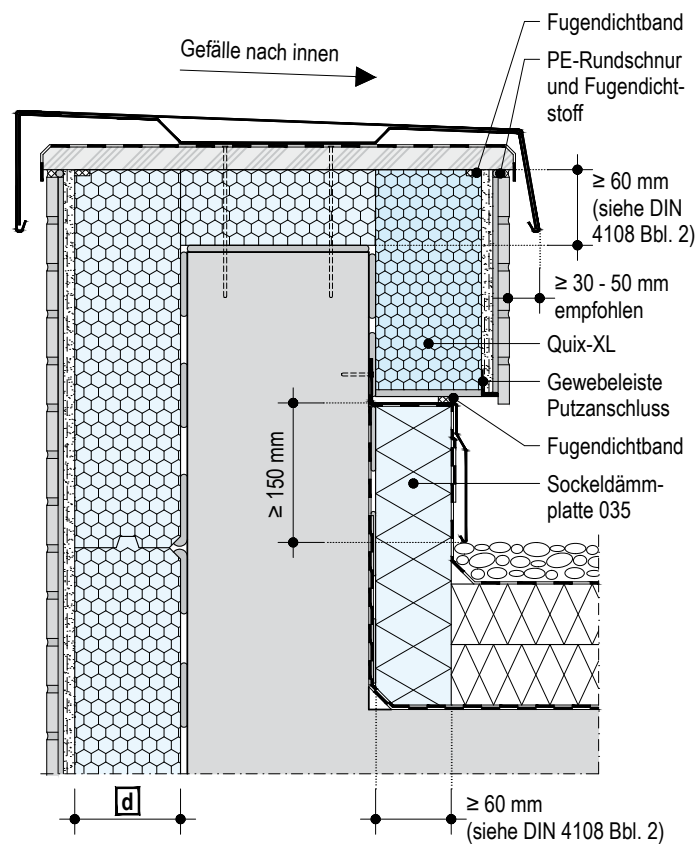 Gefälle nach innen
Fugendichtband
PE-Rundschnur
und Fugendicht-
stoff
≥ 60 mm
(siehe DIN
4108 Bbl. 2)
≥ 30 - 50 mm
empfohlen
Quix-XL
Gewebeleiste
Putzanschluss
Fugendichtband
Sockeldämm-
platte 035
≥ 150 mm
d
≥ 60 mm
(siehe DIN 4108 Bbl. 2)